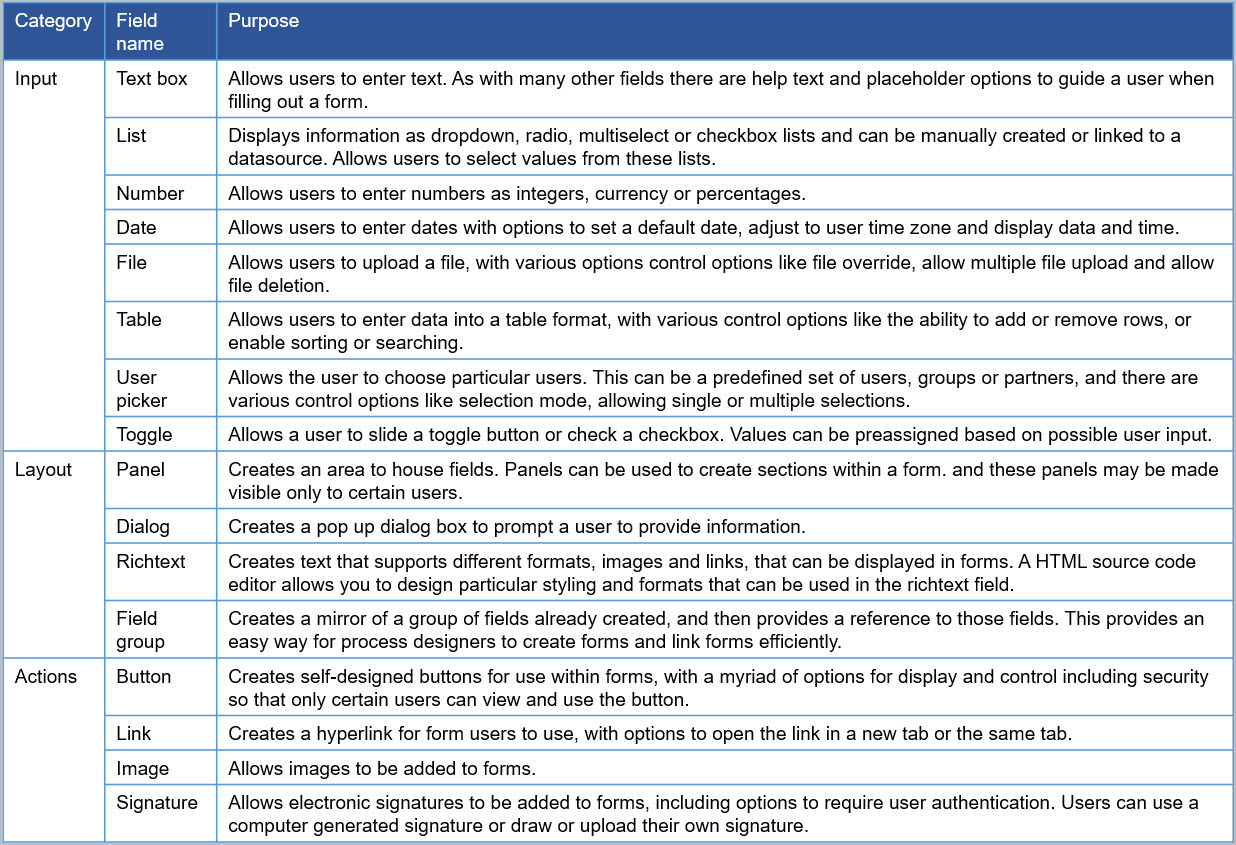 Category Field name Purpose
Input Text box Allows users to enter text. As with many other fields there are help text and placeholder options to guide a user when
filling out a form.
List Displays information as dropdown, radio, multiselect or checkbox lists and can be manually created or linked to a
datasource. Allows users to select values from these lists.
Number Allows users to enter numbers as integers, currency or percentages.
Date Allows users to enter dates with options to set a default date, adjust to user time zone and display data and time.
File Allows users to upload a file, with various options control options like file override, allow multiple file upload and allow
file deletion.
Table Allows users to enter data into a table format, with various control options like the ability to add or remove rows, or
enable sorting or searching.
User picker Allows the user to choose particular users. This can be a predefined set of users, groups or partners, and there are
various control options like selection mode, allowing single or multiple selections.
Toggle Allows a user to slide a toggle button or check a checkbox. Values can be preassigned based on possible user input.
Layout Panel Creates an area to house fields. Panels can be used to create sections within a form. and these panels may be made
visible only to certain users.
Dialog Creates a pop up dialog box to prompt a user to provide information.
Richtext Creates text that supports different formats, images and links, that can be displayed in forms. A HTML source code
editor allows you to design particular styling and formats that can be used in the richtext field.
Field group Creates a mirror of a group of fields already created, and then provides a reference to those fields. This provides an
easy way for process designers to create forms and link forms efficiently.
Actions Button Creates self-designed buttons for use within forms, with a myriad of options for display and control including security
so that only certain users can view and use the button.
Link Creates a hyperlink for form users to use, with options to open the link in a new tab or the same tab.
Image Allows images to be added to forms.
Signature Allows electronic signatures to be added to forms, including options to require user authentication. Users can use a
computer generated signature or draw or upload their own signature.